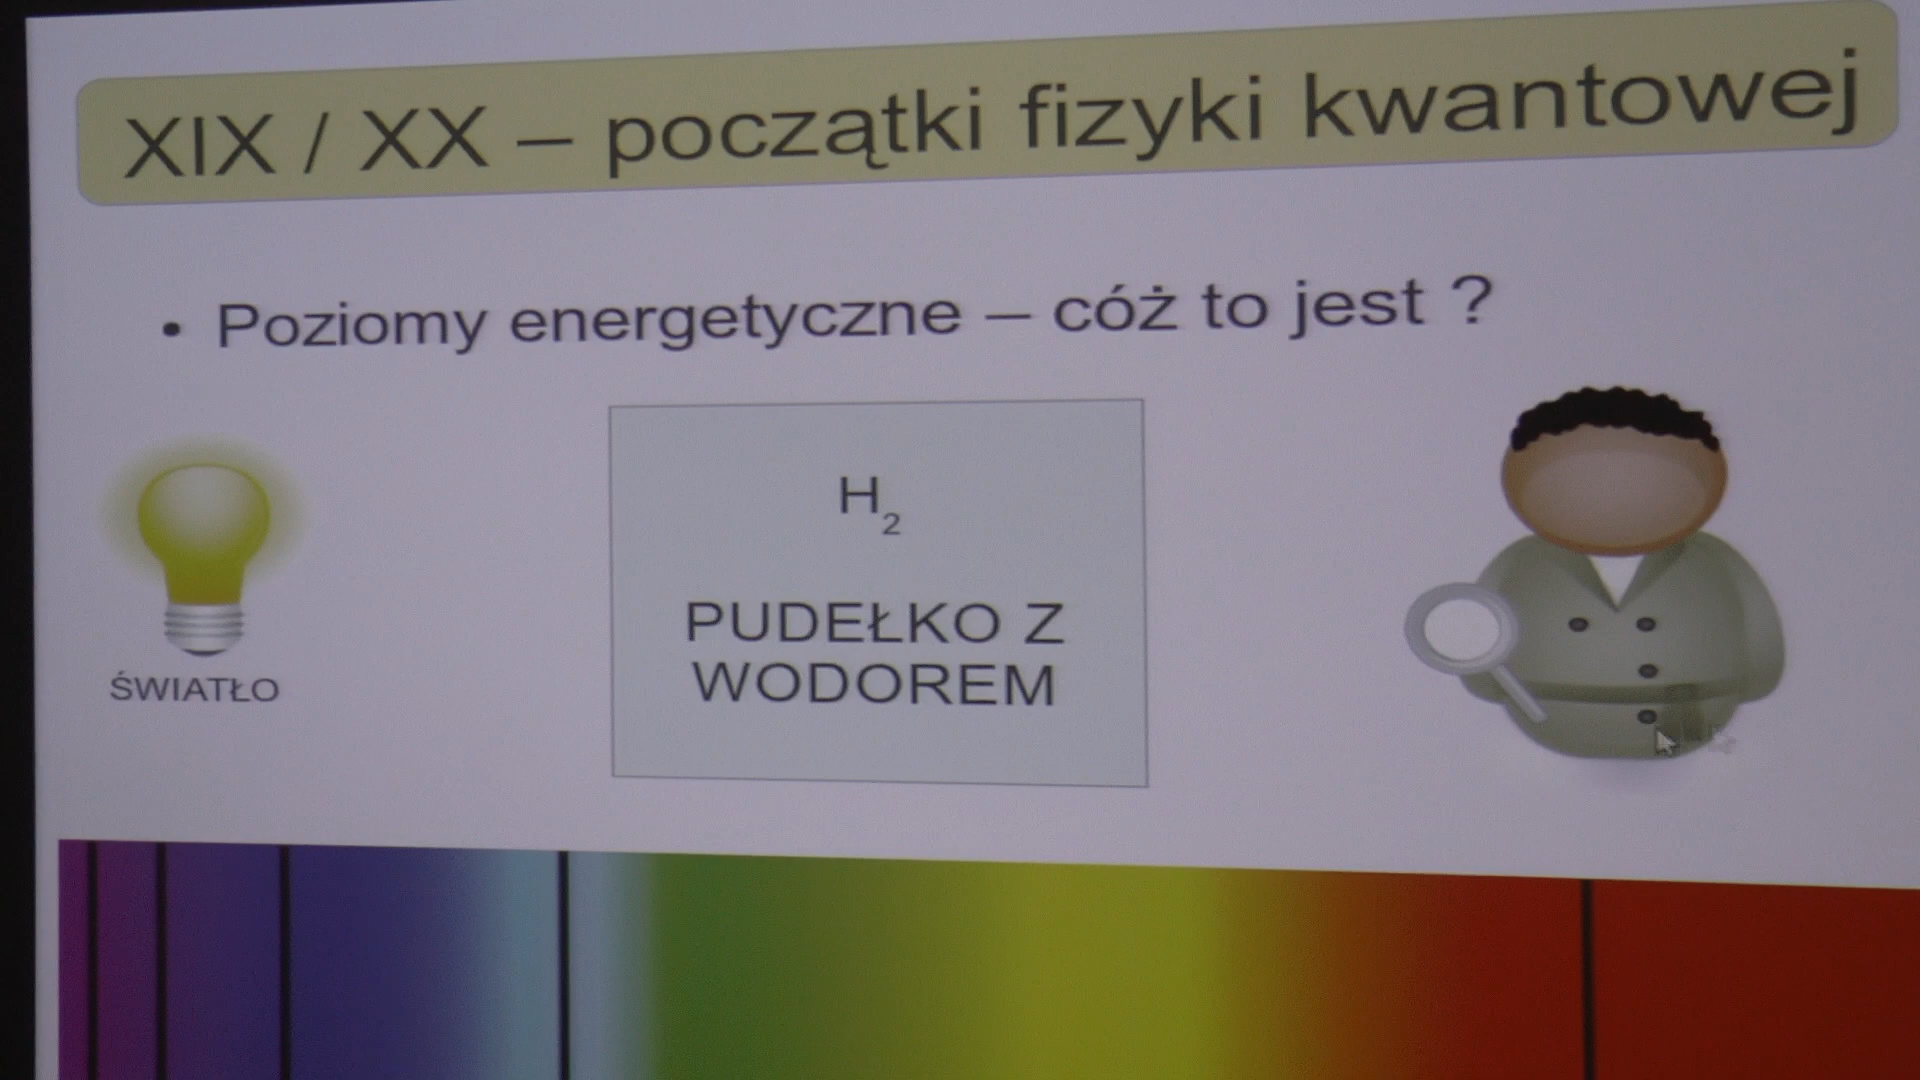 XIX / XX – początki fizyki kwantowej
• Poziomy energetyczne – cóż to jest ?
H₂
PUDEŁKO Z
WODOREM
ŚWIATŁO